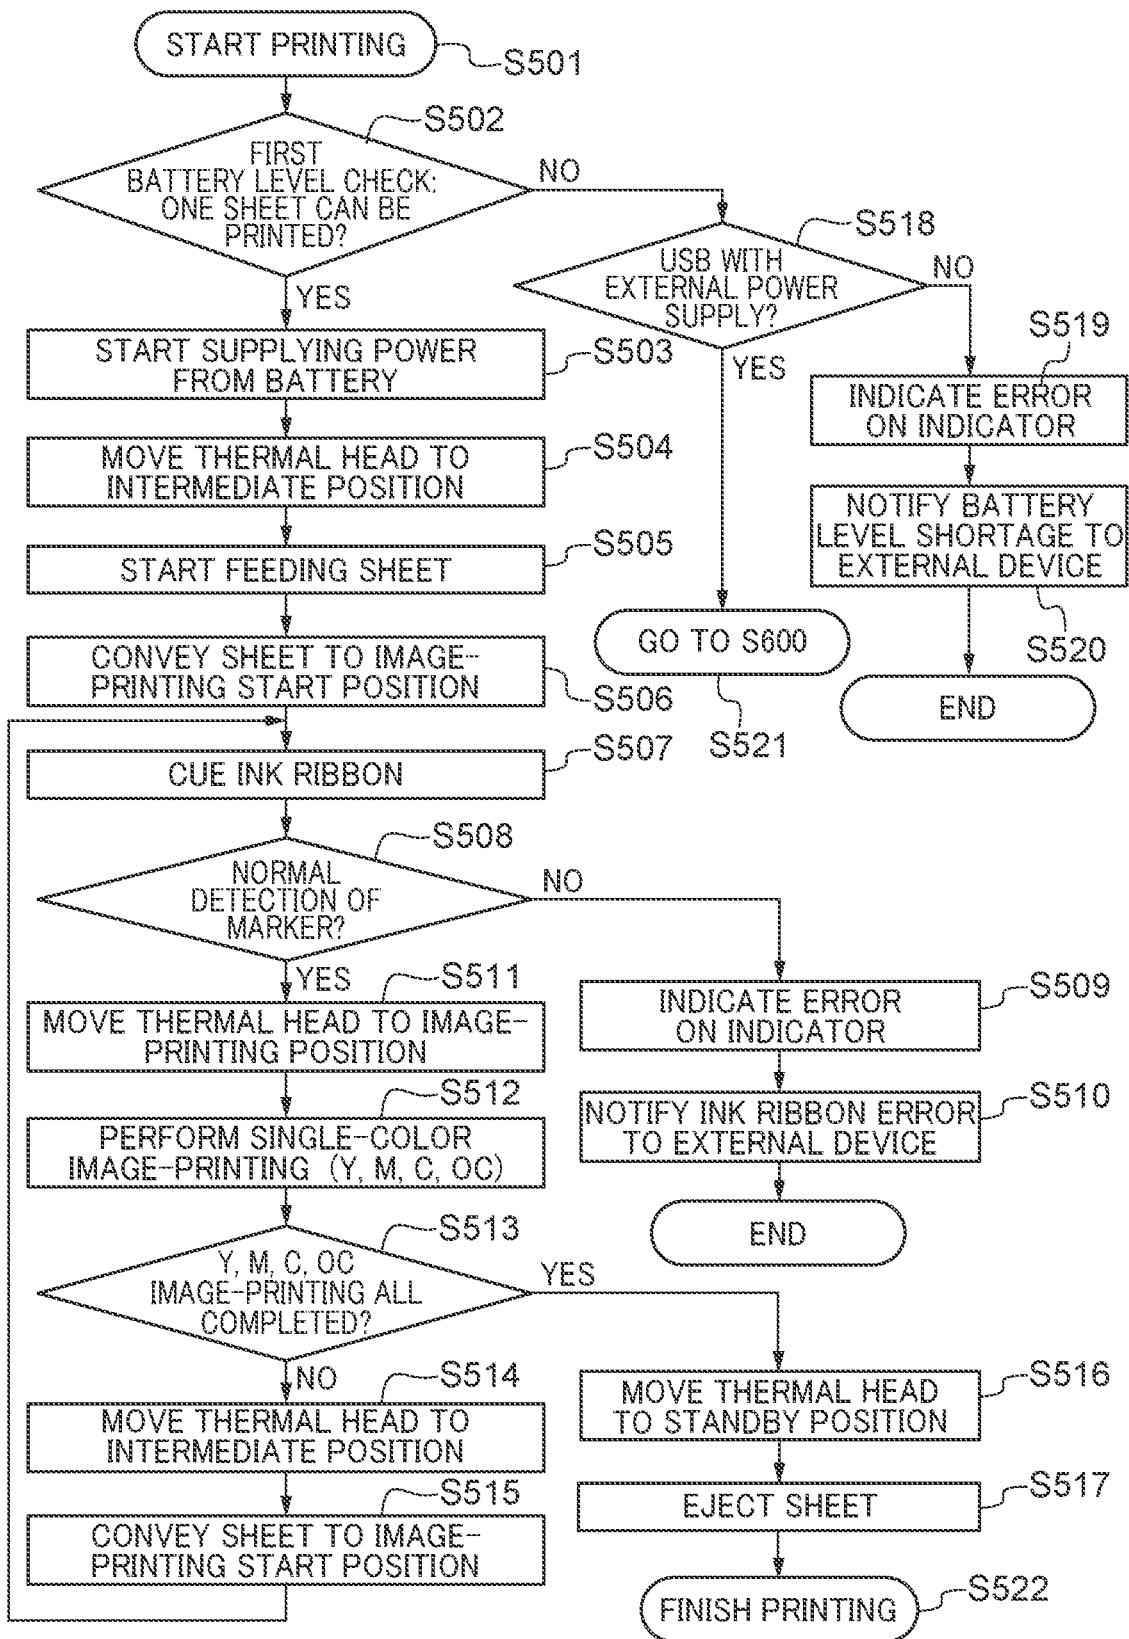 START PRINTING
S501
S502
FIRST
BATTERY LEVEL CHECK:
ONE SHEET CAN BE
PRINTED?
NO
YES
S518
USB WITH
EXTERNAL POWER
SUPPLY?
NO
YES
S519
INDICATE ERROR
ON INDICATOR
NOTIFY BATTERY
LEVEL SHORTAGE TO
EXTERNAL DEVICE
S520
END
GO TO S600
S521
START SUPPLYING POWER
FROM BATTERY
S503
MOVE THERMAL HEAD TO
INTERMEDIATE POSITION
S504
START FEEDING SHEET
S505
CONVEY SHEET TO IMAGE-
PRINTING START POSITION
S506
CUE INK RIBBON
S507
S508
NORMAL
DETECTION OF
MARKER?
NO
YES
INDICATE ERROR
ON INDICATOR
S509
NOTIFY INK RIBBON ERROR
TO EXTERNAL DEVICE
S510
END
S511
MOVE THERMAL HEAD TO IMAGE-
PRINTING POSITION
S512
PERFORM SINGLE-COLOR
IMAGE-PRINTING (Y, M, C, OC)
S513
Y, M, C, OC
IMAGE-PRINTING ALL
COMPLETED?
YES
NO
S514
MOVE THERMAL HEAD TO
INTERMEDIATE POSITION
S515
CONVEY SHEET TO IMAGE-
PRINTING START POSITION
MOVE THERMAL HEAD
TO STANDBY POSITION
S516
EJECT SHEET
S517
FINISH PRINTING
S522